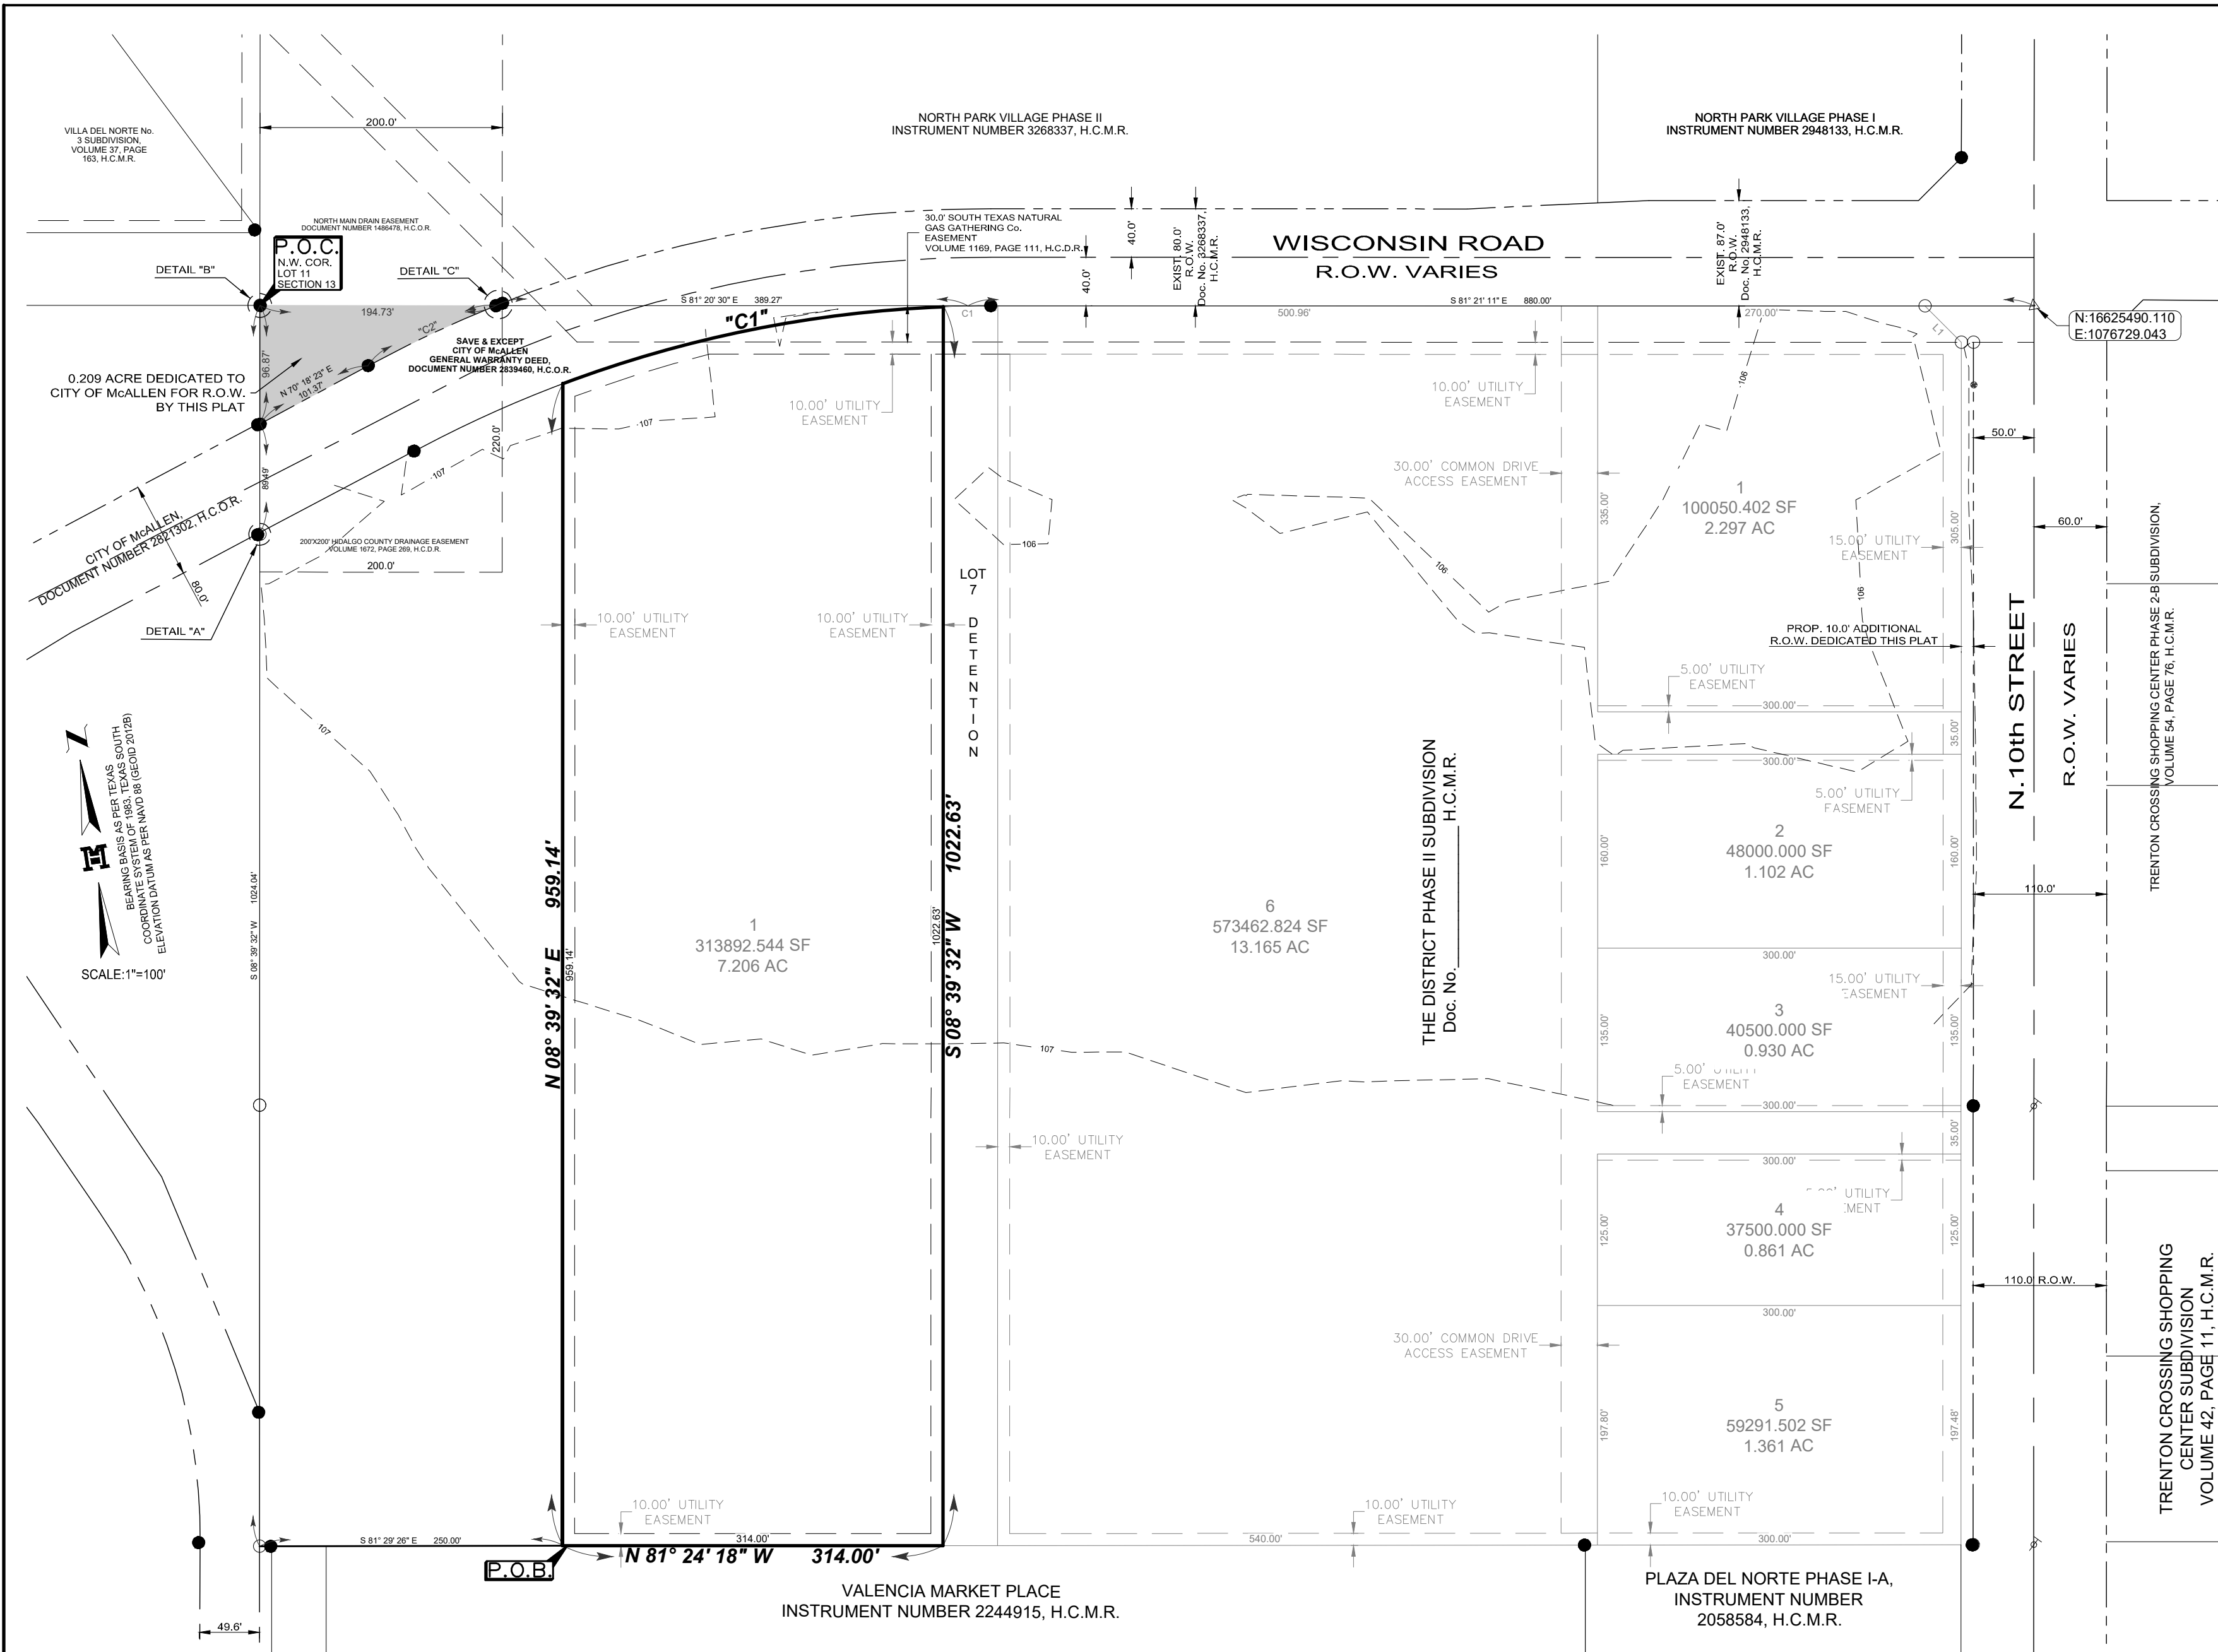 VILLA DEL NORTE No.
3 SUBDIVISION,
VOLUME 37, PAGE
163, H.C.M.R.
200.0'
NORTH PARK VILLAGE PHASE II
INSTRUMENT NUMBER 3268337, H.C.M.R.
NORTH PARK VILLAGE PHASE I
INSTRUMENT NUMBER 2948133, H.C.M.R.
NORTH MAIN DRAIN EASEMENT
DOCUMENT NUMBER 1486478, H.C.O.R.
P.O.C.
N.W. COR.
LOT 11
SECTION 13
DETAIL "B"
DETAIL "C"
30.0' SOUTH TEXAS NATURAL
GAS GATHERING Co.
EASEMENT
VOLUME 1169, PAGE 111, H.C.D.R.
40.0'
40.0'
EXIST. 80.0'
R.O.W.
Doc. No. 3268337,
H.C.M.R.
WISCONSIN ROAD
R.O.W. VARIES
EXIST. 87.0'
R.O.W.
Doc. No. 2948133,
H.C.M.R.
S 81° 20' 30" E 389.27'
S 81° 21' 11" E 880.00'
194.73'
"C2"
"C1"
C1
500.96'
270.00'
L1
N:16625490.110
E:1076729.043
96.87'
N 70° 18' 23" E
101.37'
SAVE & EXCEPT
CITY OF McALLEN
GENERAL WARRANTY DEED,
DOCUMENT NUMBER 2839460, H.C.O.R.
0.209 ACRE DEDICATED TO
CITY OF McALLEN FOR R.O.W.
BY THIS PLAT
10.00' UTILITY
EASEMENT
10.00' UTILITY
EASEMENT
106
107
107
220.0'
50.0'
89.49'
30.00' COMMON DRIVE
ACCESS EASEMENT
335.00'
1
100050.402 SF
2.297 AC
305.00'
15.00' UTILITY
EASEMENT
60.0'
CITY OF McALLEN,
DOCUMENT NUMBER 2821302, H.C.O.R.
80.0'
200'X200' HIDALGO COUNTY DRAINAGE EASEMENT
VOLUME 1672, PAGE 269, H.C.D.R.
200.0'
106
106
106
LOT
7
DETENTION
DETAIL "A"
10.00' UTILITY
EASEMENT
10.00' UTILITY
EASEMENT
PROP. 10.0' ADDITIONAL
R.O.W. DEDICATED THIS PLAT
N.10th STREET
R.O.W. VARIES
TRENTON CROSSING SHOPPING CENTER PHASE 2-B SUBDIVISION,
VOLUME 54, PAGE 76, H.C.M.R.
5.00' UTILITY
EASEMENT
300.00'
35.00'
300.00'
5.00' UTILITY
EASEMENT
107
N
BEARING BASIS AS PER TEXAS
COORDINATE SYSTEM OF 1983, TEXAS SOUTH
ELEVATION DATUM AS PER NAVD 88 (GEOID 2012B)
SCALE:1"=100'
S 08° 39' 32" W 1024.04'
N 08° 39' 32" E 959.14'
959.14'
1
313892.544 SF
7.206 AC
1022.63'
S 08° 39' 32" W 1022.63'
6
573462.824 SF
13.165 AC
THE DISTRICT PHASE II SUBDIVISION
Doc. No. H.C.M.R.
160.00'
2
48000.000 SF
1.102 AC
160.00'
110.0'
300.00'
15.00' UTILITY
EASEMENT
135.00'
3
40500.000 SF
0.930 AC
135.00'
107
5.00' UTILITY
EASEMENT
300.00'
35.00'
10.00' UTILITY
EASEMENT
300.00'
UTILITY
125.00'
4
37500.000 SF
0.861 AC
125.00'
110.0 R.O.W.
300.00'
30.00' COMMON DRIVE
ACCESS EASEMENT
197.80'
5
59291.502 SF
1.361 AC
197.48'
TRENTON CROSSING SHOPPING
CENTER SUBDIVISION
VOLUME 42, PAGE 11, H.C.M.R.
10.00' UTILITY
EASEMENT
10.00' UTILITY
EASEMENT
10.00' UTILITY
EASEMENT
S 81° 29' 26" E 250.00'
314.00'
540.00'
300.00'
P.O.B.
N 81° 24' 18" W 314.00'
VALENCIA MARKET PLACE
INSTRUMENT NUMBER 2244915, H.C.M.R.
PLAZA DEL NORTE PHASE I-A,
INSTRUMENT NUMBER
2058584, H.C.M.R.
49.6'